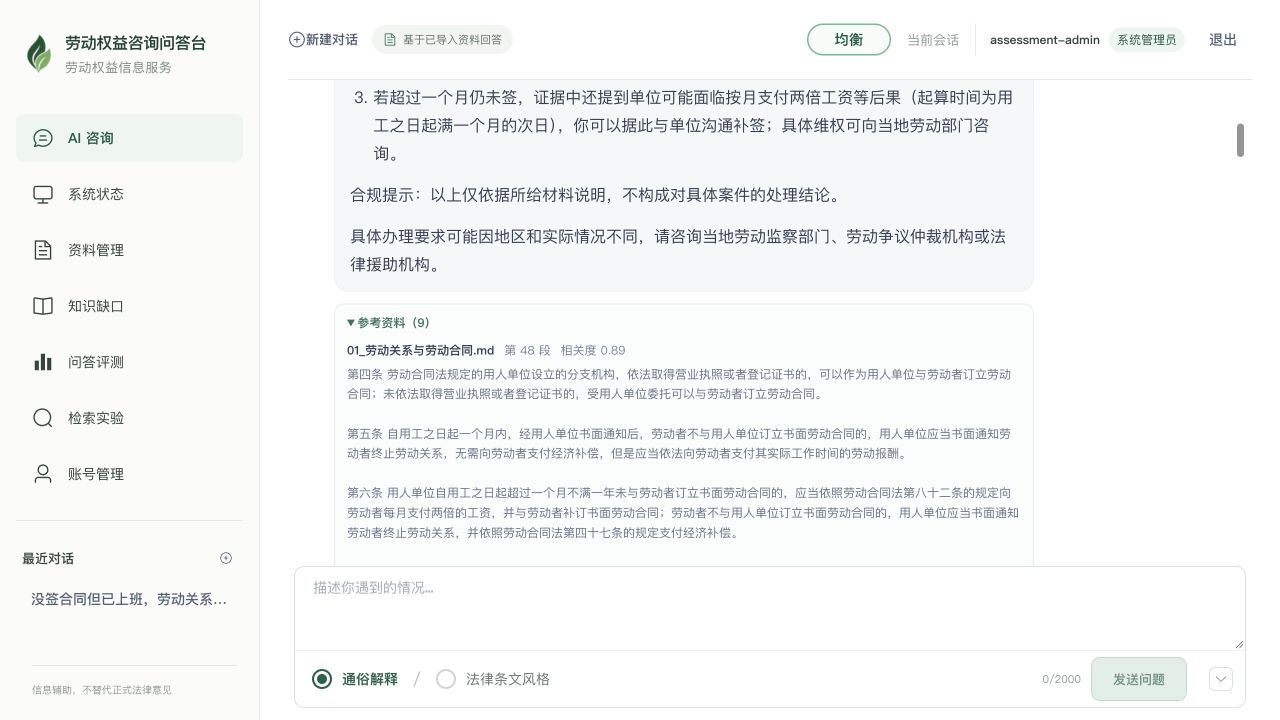 劳动权益咨询问答台
劳动权益信息服务
AI 咨询
系统状态
资料管理
知识缺口
问答评测
检索实验
账号管理
最近对话
没签合同但已上班，劳动关系...
信息辅助，不替代正式法律意见
新建对话
基于已导入资料回答
均衡
当前会话
assessment-admin
系统管理员
退出
3. 若超过一个月仍未签，证据中还提到单位可能面临按月支付两倍工资等后果（起算时间为用
工之日起满一个月的次日），你可以据此与单位沟通补签；具体维权可向当地劳动部门咨
询。
合规提示：以上仅依据所给材料说明，不构成对具体案件的处理结论。
具体办理要求可能因地区和实际情况不同，请咨询当地劳动监察部门、劳动争议仲裁机构或法
律援助机构。
▼参考资料（9）
01_劳动关系与劳动合同.md 第 48 段 相关度 0.89
第四条 劳动合同法规定的用人单位设立的分支机构，依法取得营业执照或者登记证书的，可以作为用人单位与劳动者订立劳动
合同；未依法取得营业执照或者登记证书的，受用人单位委托可以与劳动者订立劳动合同。
第五条 自用工之日起一个月内，经用人单位书面通知后，劳动者不与用人单位订立书面劳动合同的，用人单位应当书面通知劳
动者终止劳动关系，无需向劳动者支付经济补偿，但是应当依法向劳动者支付其实际工作时间的劳动报酬。
第六条 用人单位自用工之日起超过一个月不满一年未与劳动者订立书面劳动合同的，应当依照劳动合同法第八十二条的规定向
劳动者每月支付两倍的工资，并与劳动者补订书面劳动合同；劳动者不与用人单位订立书面劳动合同的，用人单位应当书面通知
劳动者终止劳动关系，并依照劳动合同法第四十七条的规定支付经济补偿。
描述你遇到的情况...
通俗解释 / 法律条文风格
0/2000
发送问题